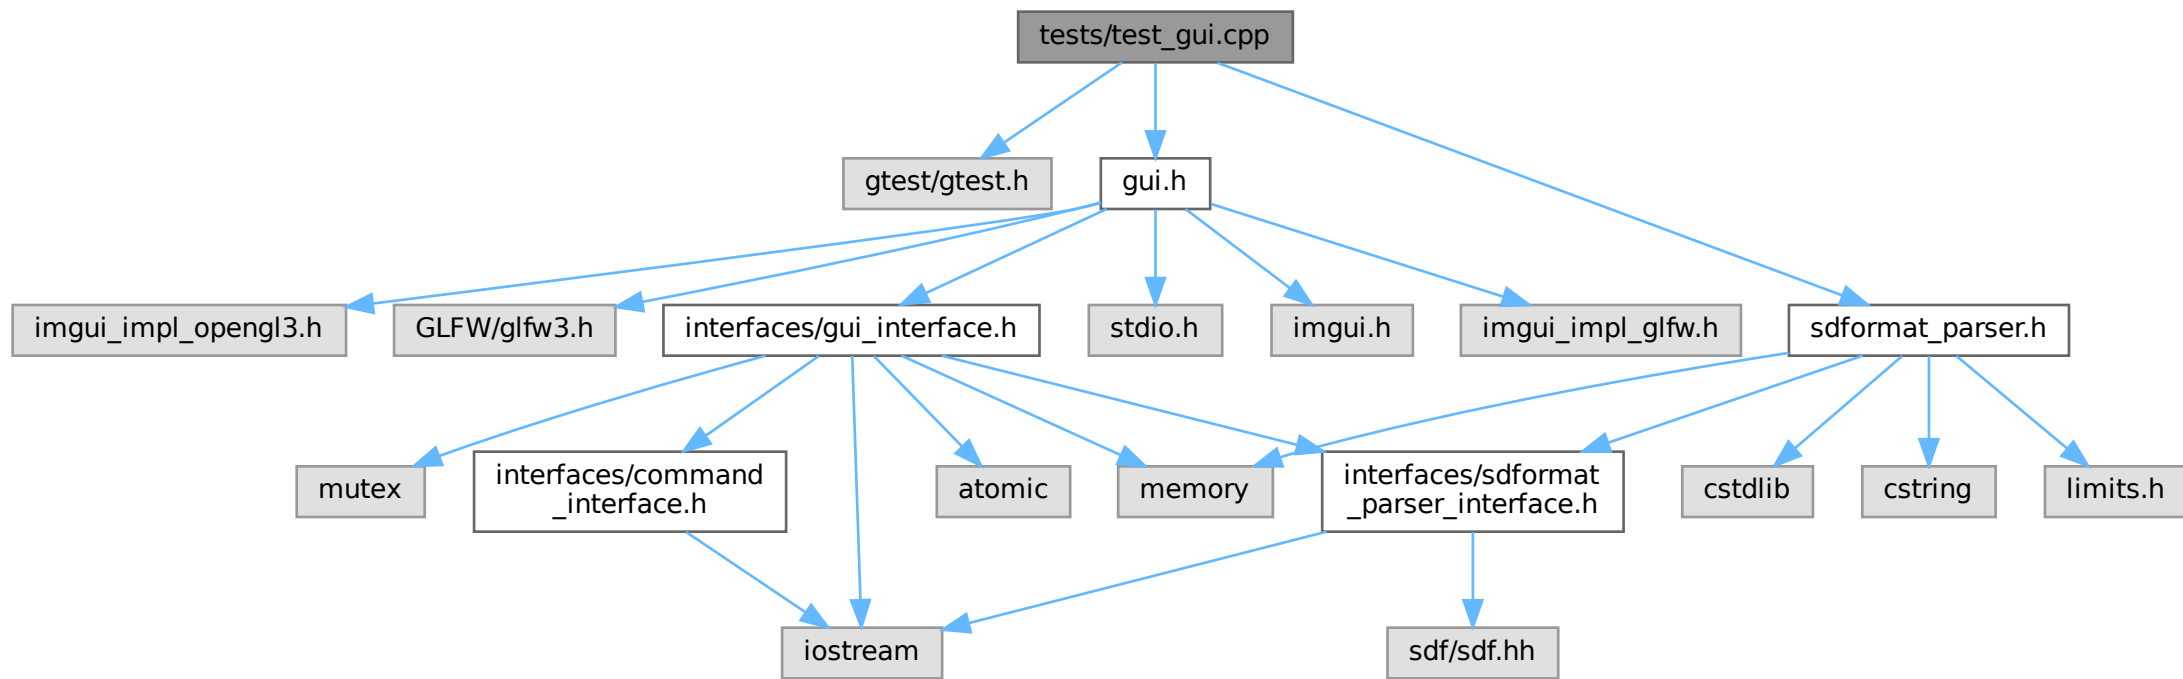 tests/test_gui.cpp
gtest/gtest.h
gui.h
imgui_impl_opengl3.h
GLFW/glfw3.h
interfaces/gui_interface.h
stdio.h
imgui.h
imgui_impl_glfw.h
sdformat_parser.h
mutex
interfaces/command
_interface.h
atomic
memory
interfaces/sdformat
_parser_interface.h
cstdlib
cstring
limits.h
iostream
sdf/sdf.hh